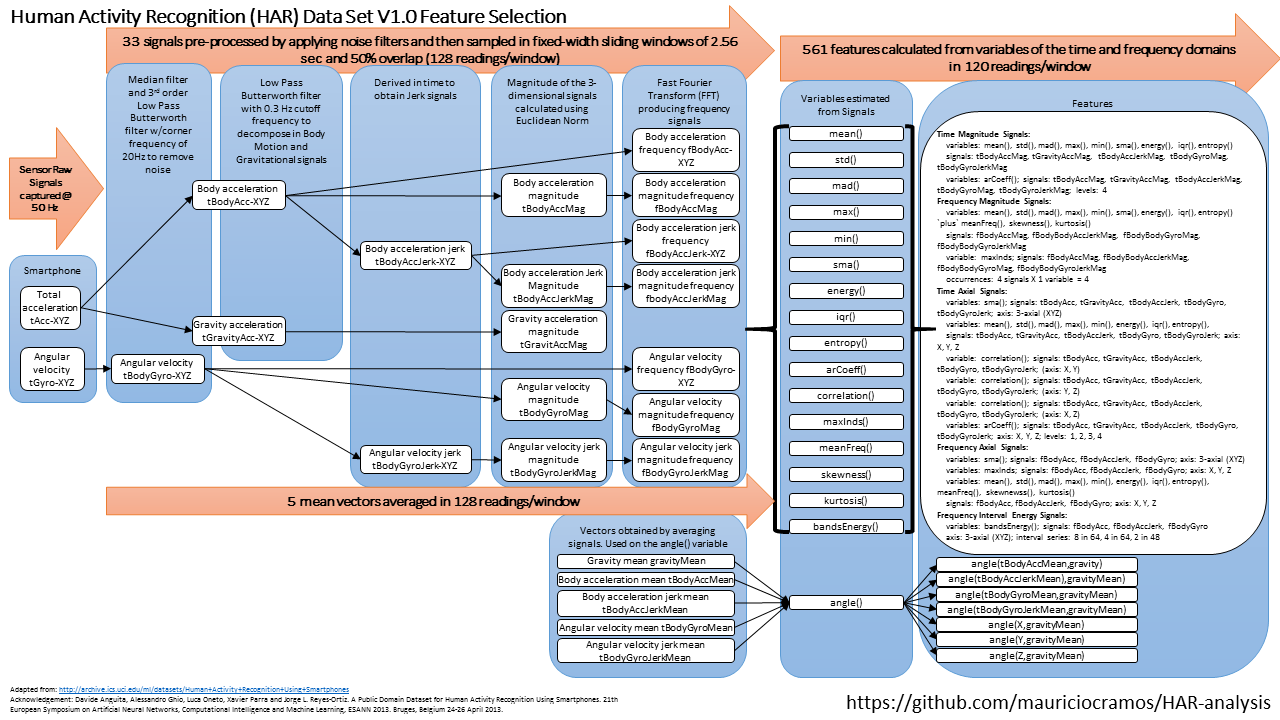 Human Activity Recognition (HAR) Data Set V1.0 Feature Selection
33 signals pre-processed by applying noise filters and then sampled in fixed-width sliding windows of 2.56
sec and 50% overlap (128 readings/window)
561 features calculated from variables of the time and frequency domains
in 120 readings/window
Sensor Raw
Signals
captured @
50 Hz
Smartphone
Total
acceleration
tAcc-XYZ
Angular
velocity
tGyro-XYZ
Median filter
and 3rd order
Low Pass
Butterworth
filter w/corner
frequency of
20Hz to remove
noise
Low Pass
Butterworth filter
with 0.3 Hz cutoff
frequency to
decompose in Body
Motion and
Gravitational signals
Body acceleration
tBodyAcc-XYZ
Gravity acceleration
tGravityAcc-XYZ
Angular velocity
tBodyGyro-XYZ
Derived in time to
obtain Jerk signals
Body acceleration jerk
tBodyAccJerk-XYZ
Angular velocity jerk
tBodyGyroJerk-XYZ
Magnitude of the 3-
dimensional signals
calculated using
Euclidean Norm
Body acceleration
magnitude
tBodyAccMag
Body acceleration Jerk
Magnitude
tBodyAccJerkMag
Gravity acceleration
magnitude
tGravitAccMag
Angular velocity
magnitude
tBodyGyroMag
Angular velocity jerk
magnitude
tBodyGyroJerkMag
Fast Fourier
Transform (FFT)
producing frequency
signals
Body acceleration
frequency fBodyAcc-
XYZ
Body acceleration
magnitude frequency
fBodyAccMag
Body acceleration jerk
frequency
fBodyAccJerk-XYZ
Body acceleration jerk
magnitude frequency
fbodyAccJerkMag
Angular velocity
frequency fBodyGyro-
XYZ
Angular velocity
magnitude frequency
fBodyGyroMag
Angular velocity jerk
magnitude frequency
fBodyGyroJerkMag
5 mean vectors averaged in 128 readings/window
Vectors obtained by averaging
signals. Used on the angle() variable
Gravity mean gravityMean
Body acceleration mean tBodyAccMean
Body acceleration jerk mean
tBodyAccJerkMean
Angular velocity mean tBodyGyroMean
Angular velocity jerk mean
tBodyGyroJerkMean
Variables estimated
from Signals
mean()
std()
mad()
max()
min()
sma()
energy()
iqr()
entropy()
arCoeff()
correlation()
maxInds()
meanFreq()
skewness()
kurtosis()
bandsEnergy()
angle()
Features
Time Magnitude Signals:
variables: mean(), std(), mad(), max(), min(), sma(), energy(), iqr(), entropy()
signals: tBodyAccMag, tGravityAccMag, tBodyAccJerkMag, tBodyGyroMag,
tBodyGyroJerkMag
variables: arCoeff(); signals: tBodyAccMag, tGravityAccMag, tBodyAccJerkMag,
tBodyGyroMag, tBodyGyroJerkMag; levels: 4
Frequency Magnitude Signals:
variables: mean(), std(), mad(), max(), min(), sma(), energy(), iqr(), entropy()
`plus` meanFreq(), skewness(), kurtosis()
signals: fBodyAccMag, fBodyBodyAccJerkMag, fBodyBodyGyroMag,
fBodyBodyGyroJerkMag
variable: maxInds; signals: fBodyAccMag, fBodyBodyAccJerkMag,
fBodyBodyGyroMag, fBodyBodyGyroJerkMag
occurrences: 4 signals X 1 variable = 4
Time Axial Signals:
variables: sma(); signals: tBodyAcc, tGravityAcc, tBodyAccJerk, tBodyGyro,
tBodyGyroJerk; axis: 3-axial (XYZ)
variables: mean(), std(), mad(), max(), min(), energy(), iqr(), entropy(),
signals: tBodyAcc, tGravityAcc, tBodyAccJerk, tBodyGyro, tBodyGyroJerk; axis:
X, Y, Z
variable: correlation(); signals: tBodyAcc, tGravityAcc, tBodyAccJerk,
tBodyGyro, tBodyGyroJerk; (axis: X, Y)
variable: correlation(); signals: tBodyAcc, tGravityAcc, tBodyAccJerk,
tBodyGyro, tBodyGyroJerk; (axis: Y, Z)
variable: correlation(); signals: tBodyAcc, tGravityAcc, tBodyAccJerk,
tBodyGyro, tBodyGyroJerk; (axis: X, Z)
variables: arCoeff(); signals: tBodyAcc, tGravityAcc, tBodyAccJerk, tBodyGyro,
tBodyGyroJerk; axis: X, Y, Z; levels: 1, 2, 3, 4
Frequency Axial Signals:
variables: sma(); signals: fBodyAcc, fBodyAccJerk, fBodyGyro; axis: 3-axial (XYZ)
variables: maxInds; signals: fBodyAcc, fBodyAccJerk, fBodyGyro; axis: X, Y, Z
variables: mean(), std(), mad(), max(), min(), energy(), iqr(), entropy(),
meanFreq(), skewnewss(), kurtosis()
signals: fBodyAcc, fBodyAccJerk, fBodyGyro; axis: X, Y, Z
Frequency Interval Energy Signals:
variables: bandsEnergy(); signals: fBodyAcc, fBodyAccJerk, fBodyGyro
axis: 3-axial (XYZ); interval series: 8 in 64, 4 in 64, 2 in 48
angle(tBodyAccMean,gravity)
angle(tBodyAccJerkMean),gravityMean)
angle(tBodyGyroMean,gravityMean)
angle(tBodyGyroJerkMean,gravityMean)
angle(X,gravityMean)
angle(Y,gravityMean)
angle(Z,gravityMean)
Adapted from: http://archive.ics.uci.edu/ml/datasets/Human+Activity+Recognition+Using+Smartphones
Acknowledgement: Davide Anguita, Alessandro Ghio, Luca Oneto, Xavier Parra and Jorge L. Reyes-Ortiz. A Public Domain Dataset for Human Activity Recognition Using Smartphones. 21th
European Symposium on Artificial Neural Networks, Computational Intelligence and Machine Learning, ESANN 2013. Bruges, Belgium 24-26 April 2013.
https://github.com/mauriciocramos/HAR-analysis